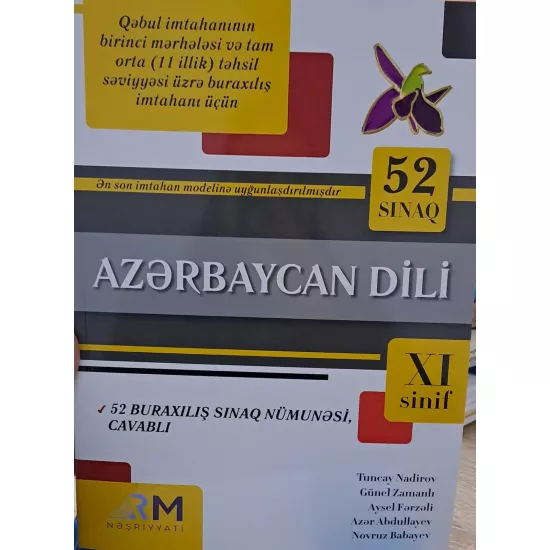 Qəbul imtahanının
birinci mərhələsi və tam
orta (11 illik) təhsil
səviyyəsi üzrə buraxılış
imtahanı üçün
Ən son imtahan modelinə uyğunlaşdırılmışdır
52
SINAQ
AZƏRBAYCAN DİLİ
XI
sinif
✓ 52 BURAXILIŞ SINAQ NÜMUNƏSİ,
CAVABLI
Tuncay Nadirov
Günel Zamanlı
Aysel Fərzəli
Azər Abdullayev
Novruz Babayev
RM
NƏŞRİYYATI